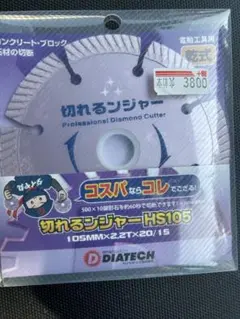 コンクリート・ブロック
石材の切断
電動工具用
乾式
3800
切れるンジャー
Professional Diamond Cutter
コスパならコレでござる!
切れるンジャーHS105
105MM×2.2T×20/15
DIATECH